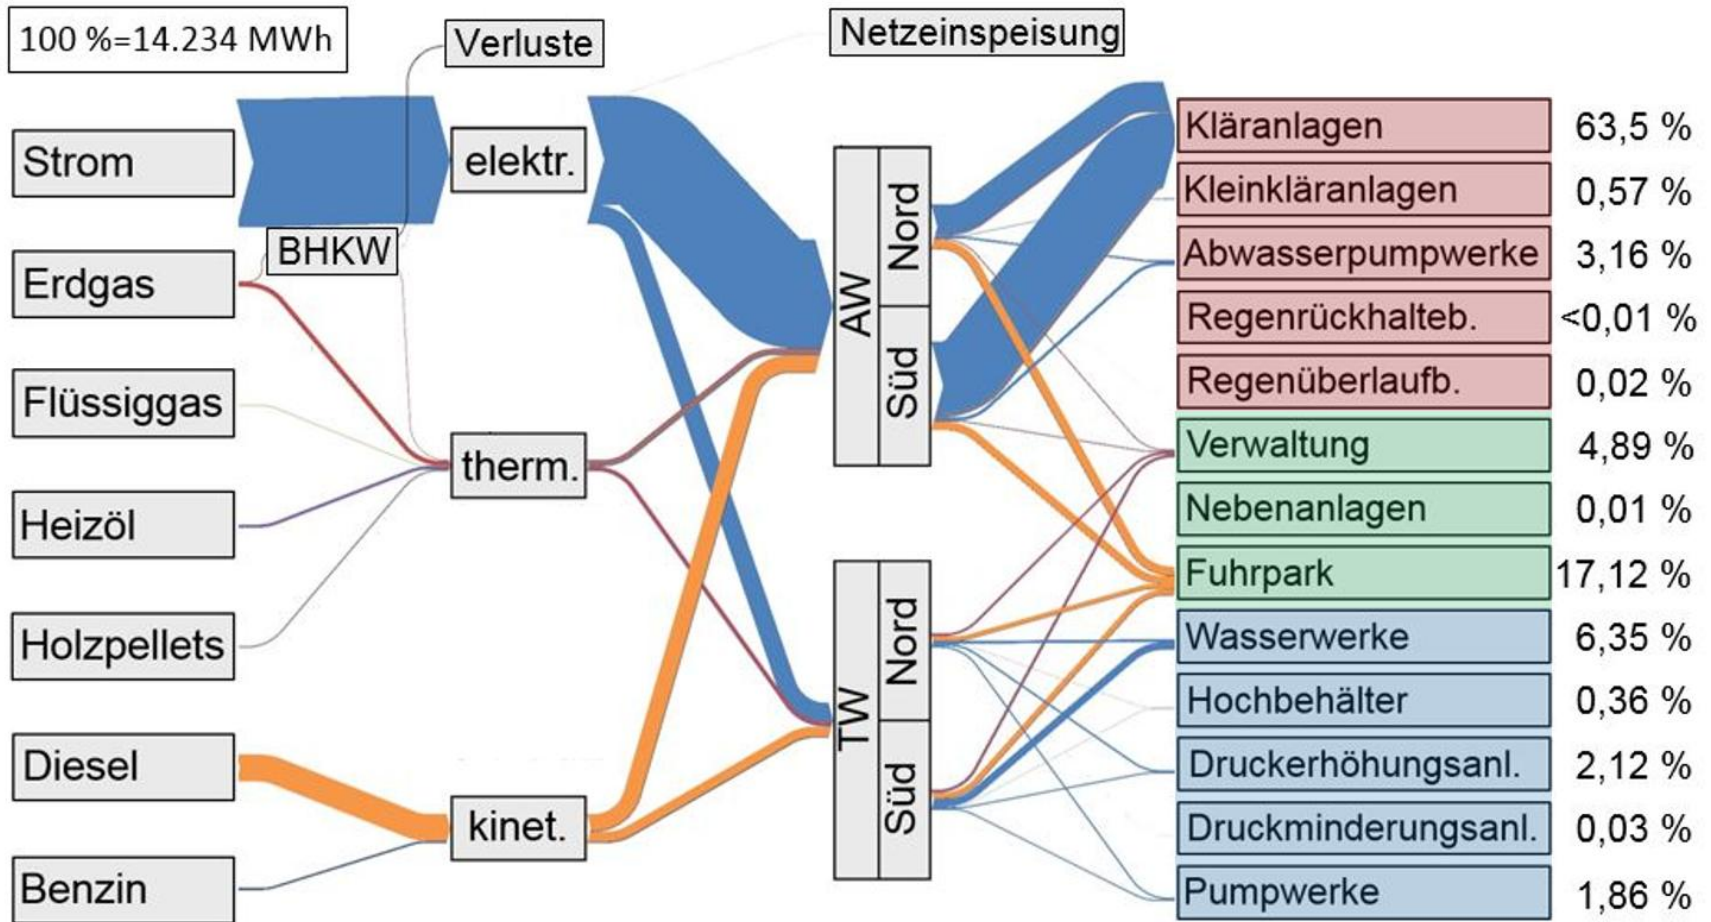 100 %=14.234 MWh
Verluste
Netzeinspeisung
Strom
Erdgas
Flüssiggas
Heizöl
Holzpellets
Diesel
Benzin
BHKW
elektr.
therm.
kinet.
AW
Nord
Süd
TW
Nord
Süd
Kläranlagen 63,5 %
Kleinkläranlagen 0,57 %
Abwasserpumpwerke 3,16 %
Regenrückhalteb. <0,01 %
Regenüberlaufb. 0,02 %
Verwaltung 4,89 %
Nebenanlagen 0,01 %
Fuhrpark 17,12 %
Wasserwerke 6,35 %
Hochbehälter 0,36 %
Druckerhöhungsanl. 2,12 %
Druckminderungsanl. 0,03 %
Pumpwerke 1,86 %